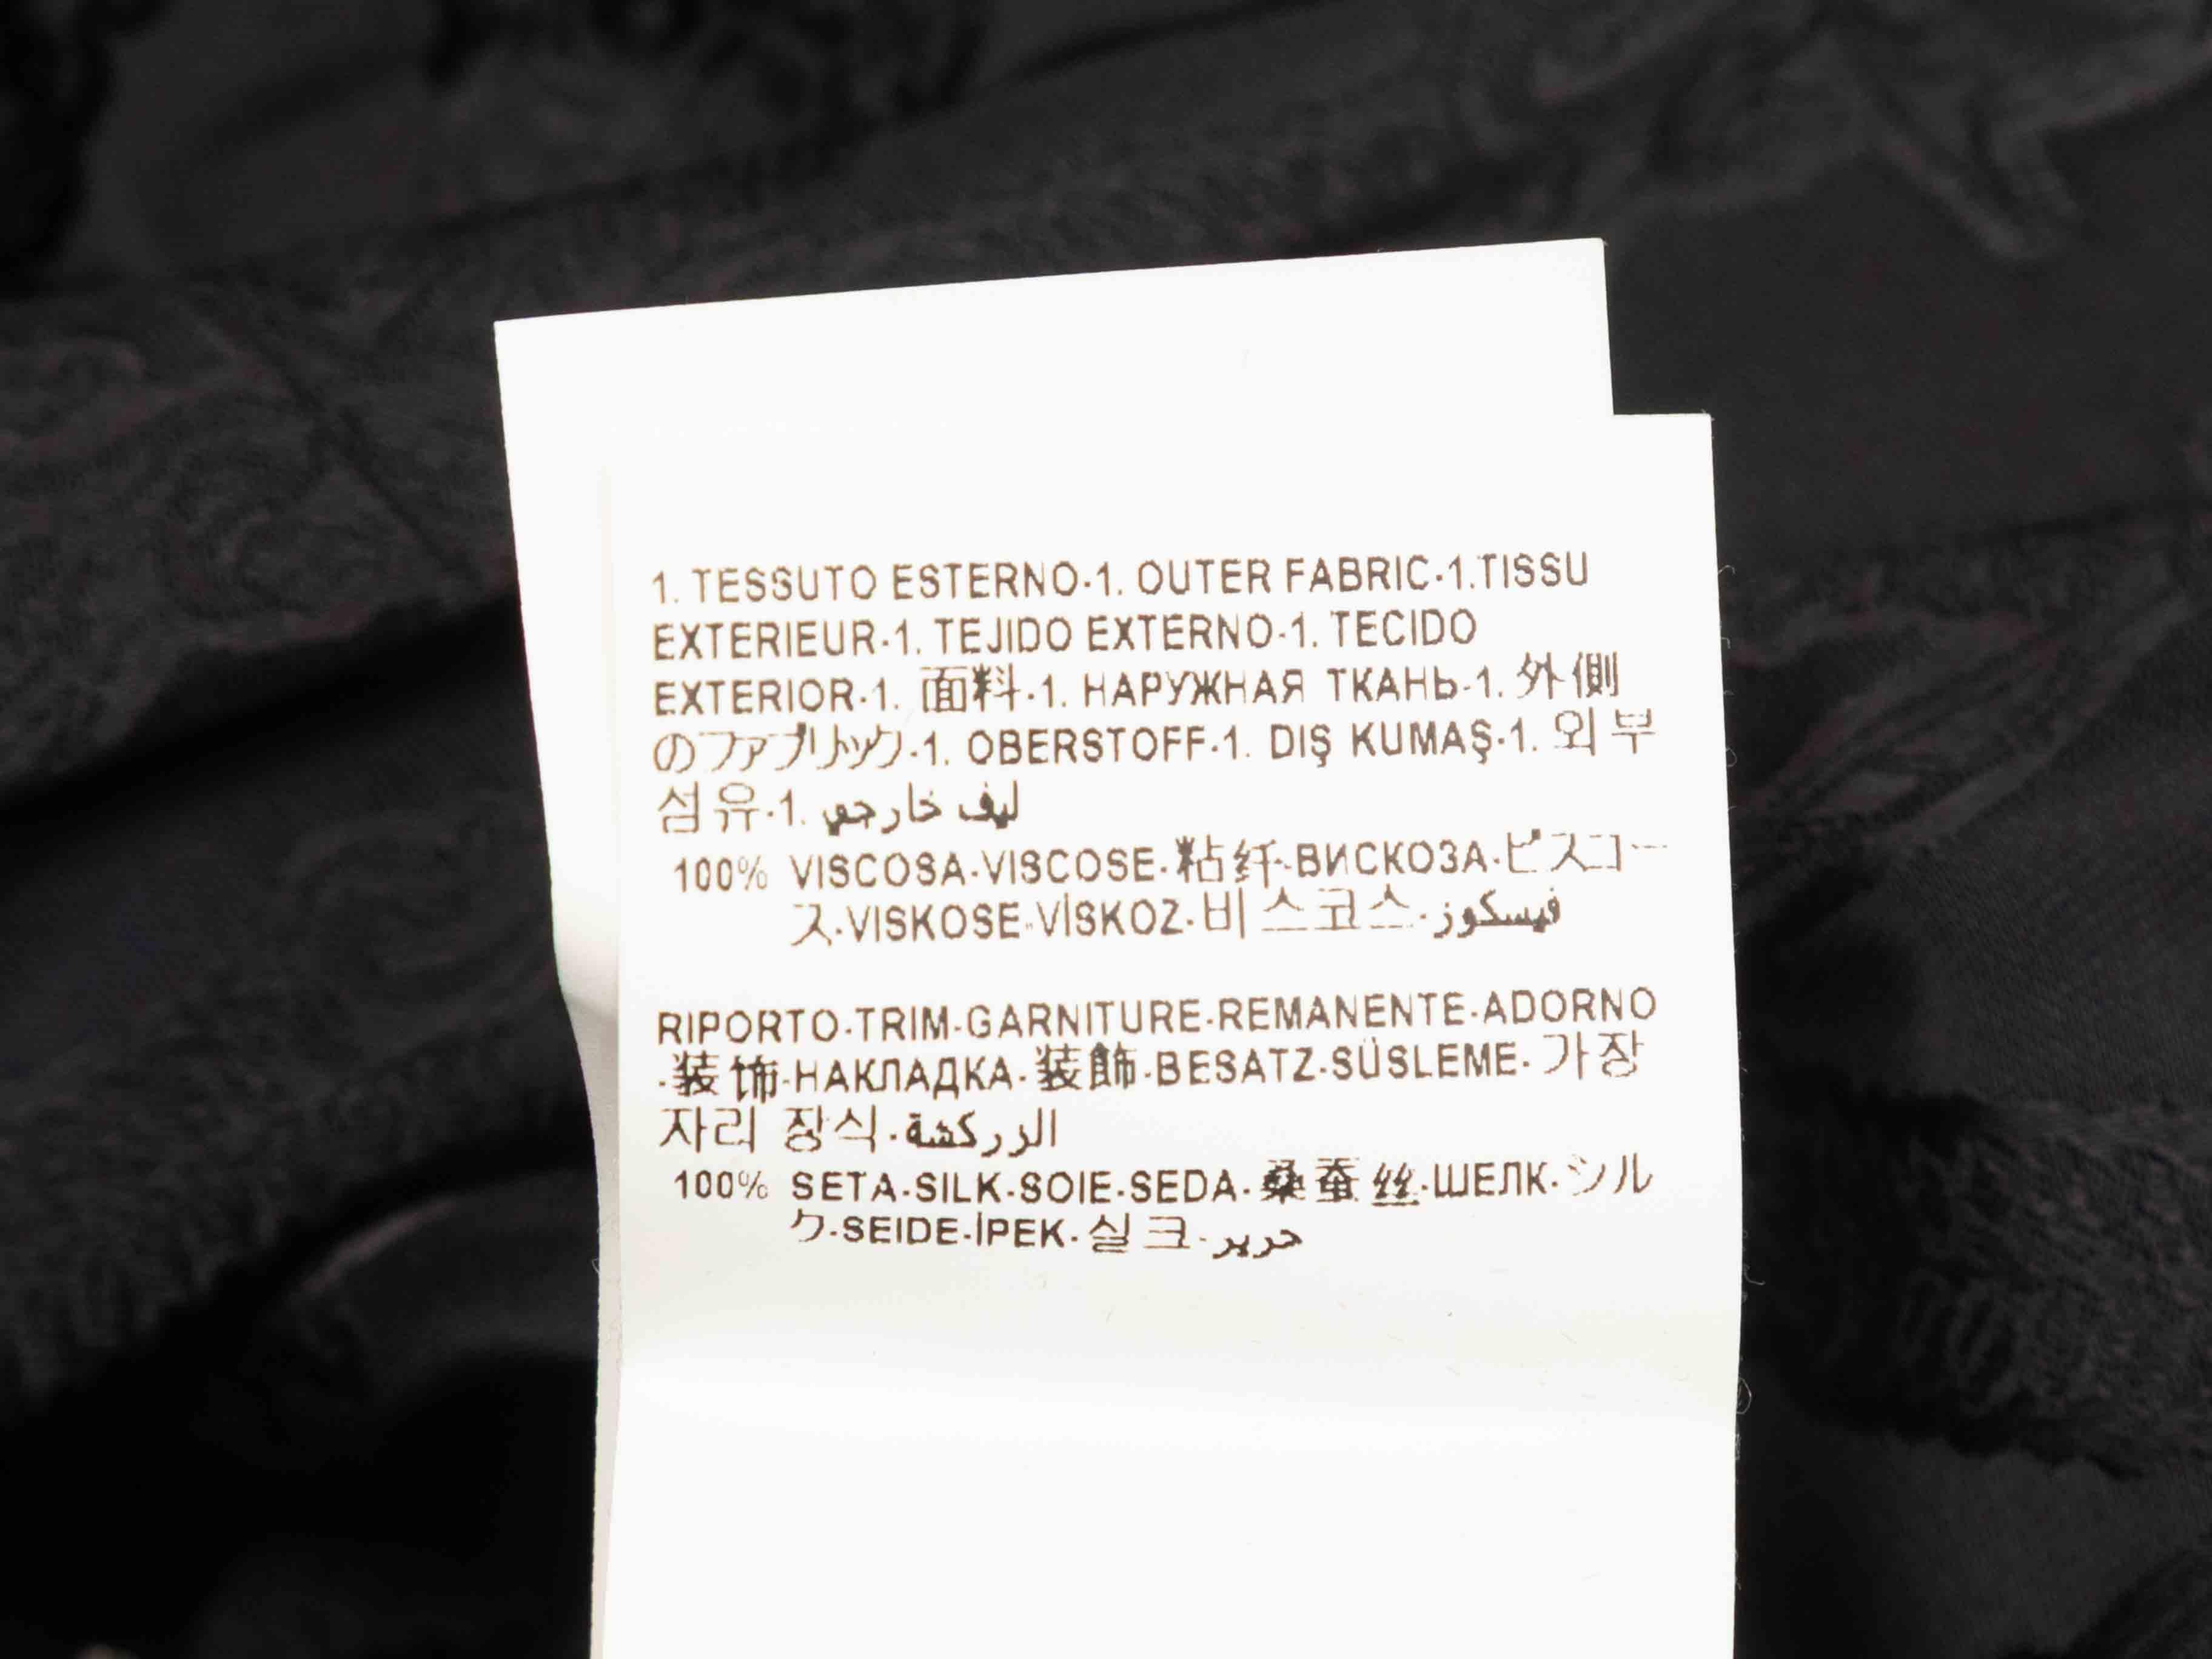 1. TESSUTO ESTERNO-1. OUTER FABRIC-1.TISSU
EXTERIEUR-1. TEJIDO EXTERNO-1. TECIDO
EXTERIOR-1. 面料-1. НАРУЖНАЯ ТКАНЬ-1. 外側
のファブリック-1. OBERSTOFF-1. DIŞ KUMAŞ-1. 외부
섬유-1. ليف خارجي
100% VISCOSA-VISCOSE-粘纤-ВИСКОЗА-ビスコー
ス-VISKOSE-VİSKOZ-비스코스-فيسكوز
RIPORTO-TRIM-GARNITURE-REMANENTE-ADORNO
-装饰-НАКЛАДКА-装飾-BESATZ-SÜSLEME-가장
자리 장식-الزركشة
100% SETA-SILK-SOIE-SEDA-桑蚕丝-ШЕЛК-シル
ク-SEIDE-İPEK-실크-حرير